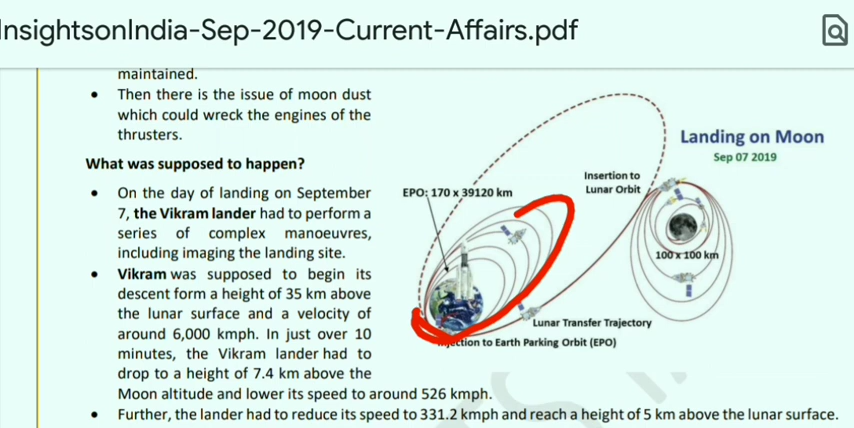 InsightsonIndia-Sep-2019-Current-Affairs.pdf
maintained.
• Then there is the issue of moon dust
which could wreck the engines of the
thrusters.
What was supposed to happen?
• On the day of landing on September
7, the Vikram lander had to perform a
series of complex manoeuvres,
including imaging the landing site.
• Vikram was supposed to begin its
descent form a height of 35 km above
the lunar surface and a velocity of
around 6,000 kmph. In just over 10
minutes, the Vikram lander had to
drop to a height of 7.4 km above the
Moon altitude and lower its speed to around 526 kmph.
• Further, the lander had to reduce its speed to 331.2 kmph and reach a height of 5 km above the lunar surface.
Landing on Moon
Sep 07 2019
Insertion to
Lunar Orbit
EPO: 170 x 39120 km
100 x 100 km
Lunar Transfer Trajectory
to Earth Parking Orbit (EPO)